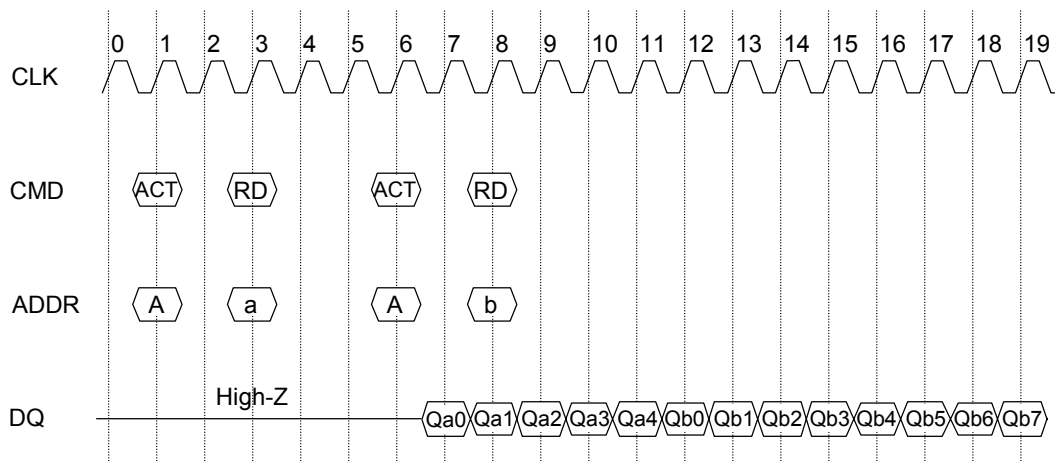 0 1 2 3 4 5 6 7 8 9 10 11 12 13 14 15 16 17 18 19
CLK
CMD ACT RD ACT RD
ADDR A a A b
High-Z
DQ Qa0 Qa1 Qa2 Qa3 Qa4 Qb0 Qb1 Qb2 Qb3 Qb4 Qb5 Qb6 Qb7